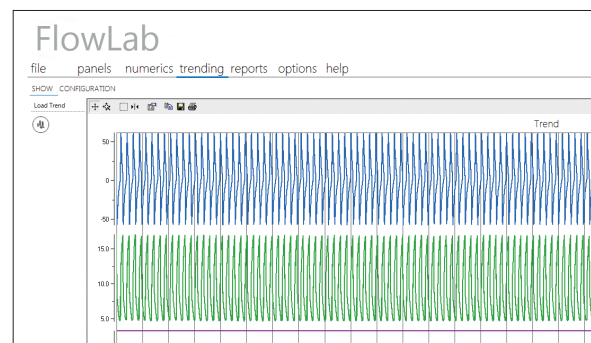 FlowLab
file panels numerics trending reports options help
SHOW CONFIGURATION
Load Trend
Trend
50
0
-50
15.0
10.0
5.0